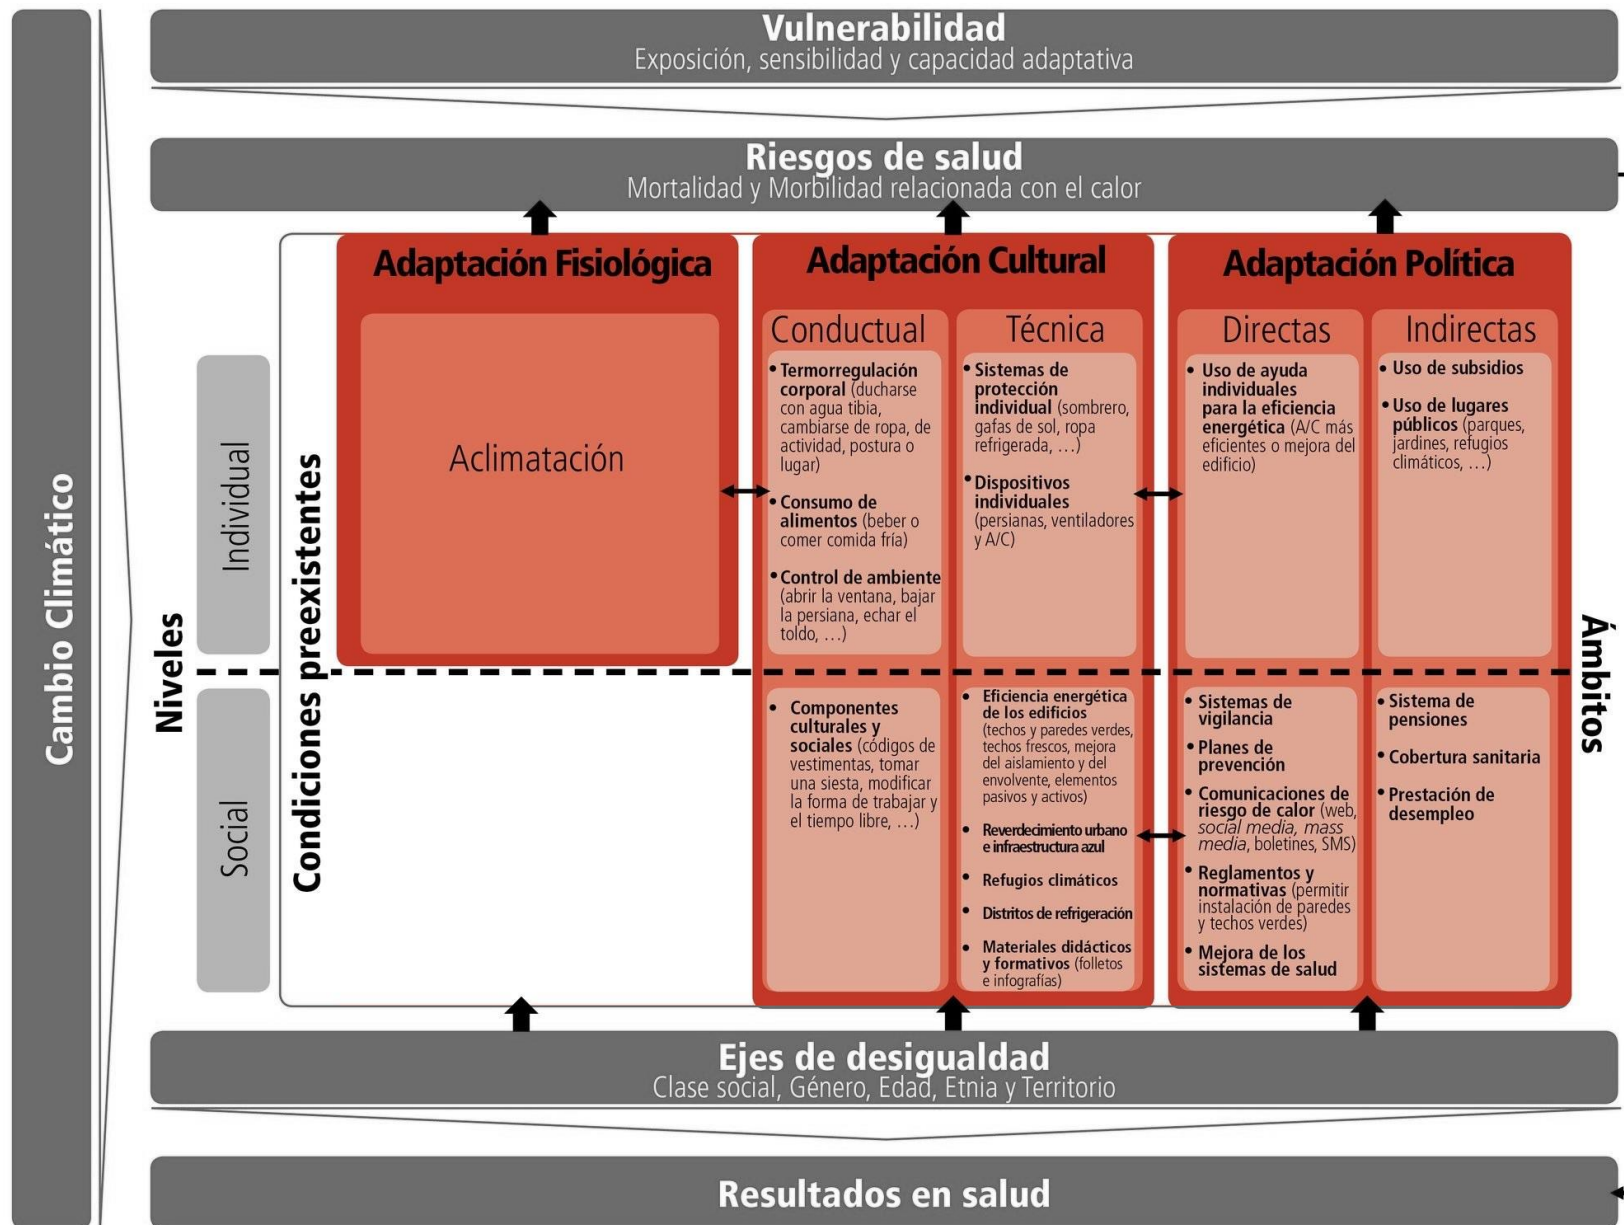 Vulnerabilidad
Exposición, sensibilidad y capacidad adaptativa
Riesgos de salud
Mortalidad y Morbilidad relacionada con el calor
Cambio Climático
Niveles
Individual
Social
Condiciones preexistentes
Ámbitos
Adaptación Fisiológica
Aclimatación
Adaptación Cultural
Conductual
• Termorregulación
corporal (ducharse
con agua tibia,
cambiarse de ropa, de
actividad, postura o
lugar)
• Consumo de
alimentos (beber o
comer comida fría)
• Control de ambiente
(abrir la ventana, bajar
la persiana, echar el
toldo, …)
• Componentes
culturales y
sociales (códigos de
vestimentas, tomar
una siesta, modificar
la forma de trabajar y
el tiempo libre, …)
Técnica
• Sistemas de
protección
individual (sombrero,
gafas de sol, ropa
refrigerada, …)
• Dispositivos
individuales
(persianas, ventiladores
y A/C)
• Eficiencia energética
de los edificios
(techos y paredes verdes,
techos frescos, mejora
del aislamiento y del
envolvente, elementos
pasivos y activos)
• Reverdecimiento urbano
e infraestructura azul
• Refugios climáticos
• Distritos de refrigeración
• Materiales didácticos
y formativos (folletos
e infografías)
Adaptación Política
Directas
• Uso de ayuda
individuales
para la eficiencia
energética (A/C más
eficientes o mejora del
edificio)
• Sistemas de
vigilancia
• Planes de
prevención
• Comunicaciones de
riesgo de calor (web,
social media, mass
media, boletines, SMS)
• Reglamentos y
normativas (permitir
instalación de paredes
y techos verdes)
• Mejora de los
sistemas de salud
Indirectas
• Uso de subsidios
• Uso de lugares
públicos (parques,
jardines, refugios
climáticos, …)
• Sistema de
pensiones
• Cobertura sanitaria
• Prestación de
desempleo
Ejes de desigualdad
Clase social, Género, Edad, Etnia y Territorio
Resultados en salud